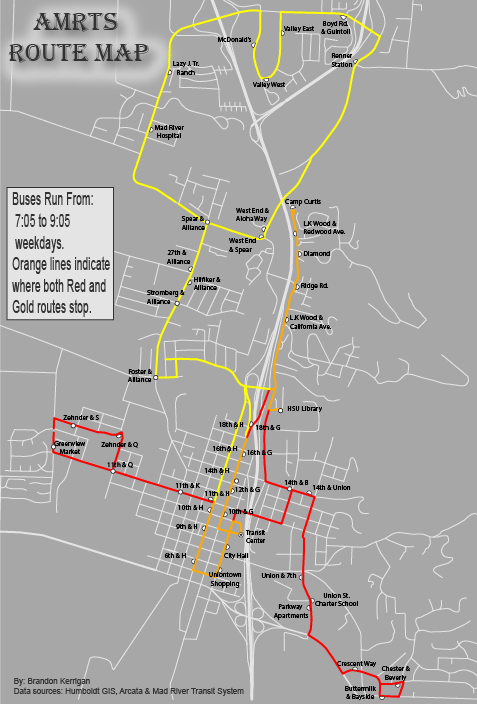 AMRTS
ROUTE MAP
McDonald's
Valley East
Boyd Rd.
& Guintoli
Renner
Station
Lazy J. Tr.
Ranch
Valley West
Mad River
Hospital
Buses Run From:
7:05 to 9:05
weekdays.
Orange lines indicate
where both Red and
Gold routes stop.
Camp Curtis
Spear &
Alliance
West End &
Aloha Way
L.K Wood &
Redwood Ave.
West End
& Spear
Diamond
27th &
Alliance
Hilfiker &
Alliance
Ridge Rd.
Stromberg &
Alliance
L.K Wood &
California Ave.
Foster &
Alliance
HSU Library
Zehnder & S
18th & H
18th & G
Greenview
Market
Zehnder & Q
16th & H
16th & G
11th & Q
14th & H
11th & K
11th & H
12th & G
14th & B
14th & Union
10th & H
10th & G
9th & H
Transit
Center
City Hall
6th & H
Uniontown
Shopping
Union & 7th
Union St.
Charter School
Parkway
Apartments
Crescent Way
Chester &
Beverly
Buttermilk
& Bayside
By: Brandon Kerrigan
Data sources: Humboldt GIS, Arcata & Mad River Transit System